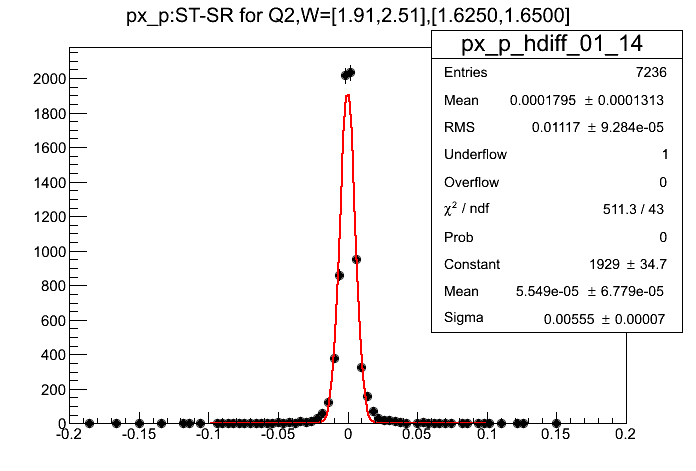 px_p:ST-SR for Q2,W=[1.91,2.51],[1.6250,1.6500]
px_p_hdiff_01_14
Entries 7236
Mean 0.0001795 ± 0.0001313
RMS 0.01117 ± 9.284e-05
Underflow 1
Overflow 0
χ² / ndf 511.3 / 43
Prob 0
Constant 1929 ± 34.7
Mean 5.549e-05 ± 6.779e-05
Sigma 0.00555 ± 0.00007
2000
1800
1600
1400
1200
1000
800
600
400
200
0
-0.2 -0.15 -0.1 -0.05 0 0.05 0.1 0.15 0.2